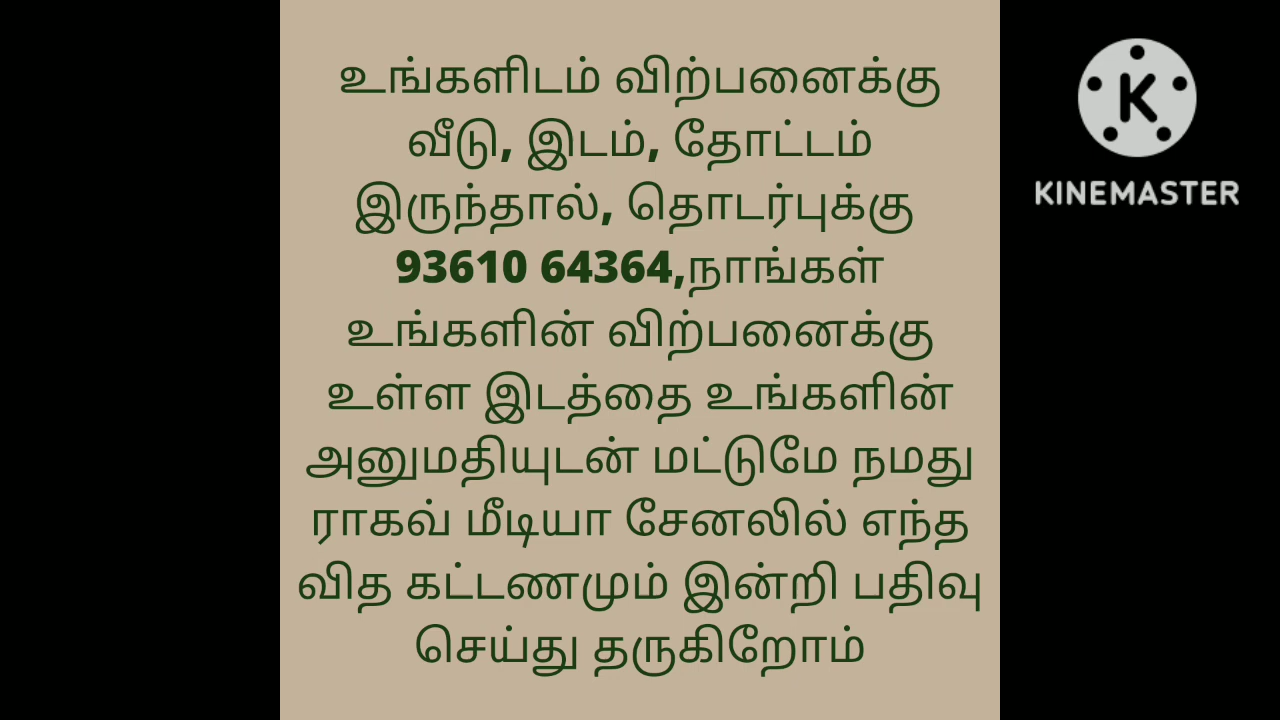 உங்களிடம் விற்பனைக்கு
வீடு, இடம், தோட்டம்
இருந்தால், தொடர்புக்கு
93610 64364,நாங்கள்
உங்களின் விற்பனைக்கு
உள்ள இடத்தை உங்களின்
அனுமதியுடன் மட்டுமே நமது
ராகவ் மீடியா சேனலில் எந்த
வித கட்டணமும் இன்றி பதிவு
செய்து தருகிறோம்
K
KINEMASTER